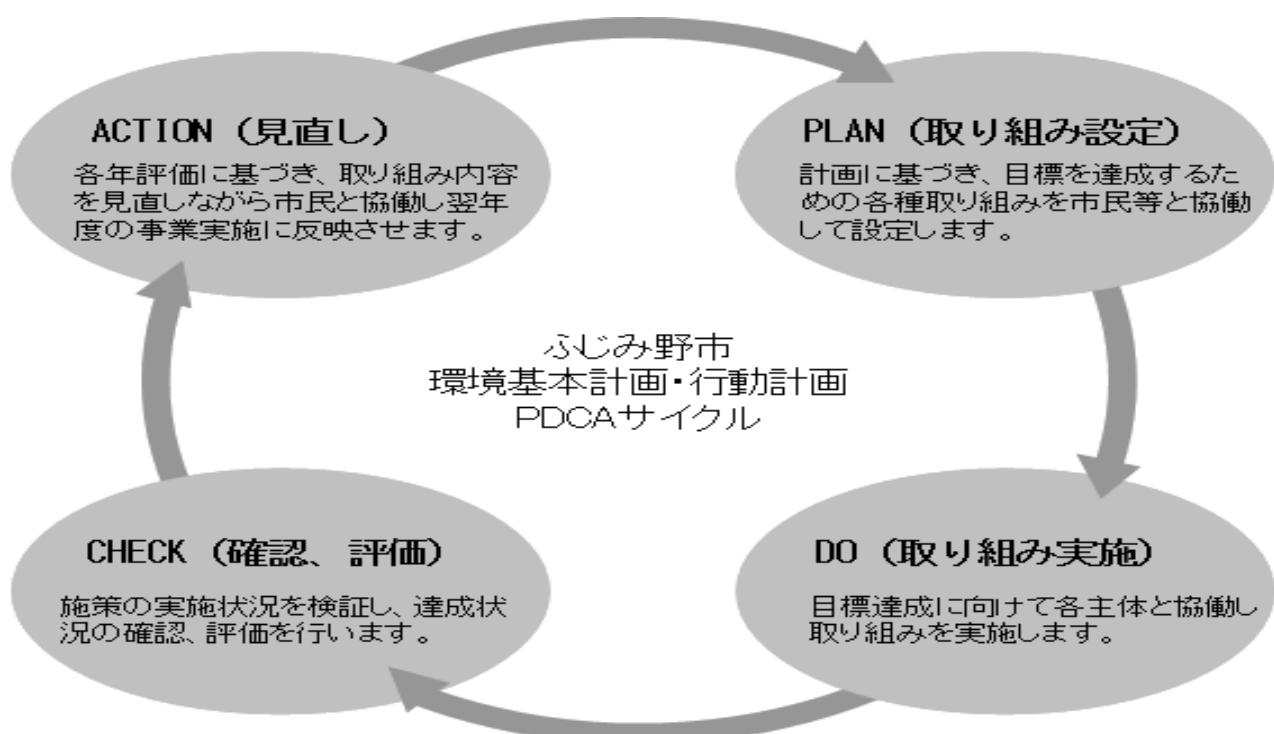 ACTION（見直し）
各年評価に基づき、取り組み内容
を見直しながら市民と協働し翌年
度の事業実施に反映させます。
PLAN（取り組み設定）
計画に基づき、目標を達成するた
めの各種取り組みを市民等と協働
して設定します。
ふじみ野市
環境基本計画・行動計画
PDCAサイクル
CHECK（確認、評価）
施策の実施状況を検証し、達成状
況の確認、評価を行います。
DO（取り組み実施）
目標達成に向けて各主体と協働し
取り組みを実施します。